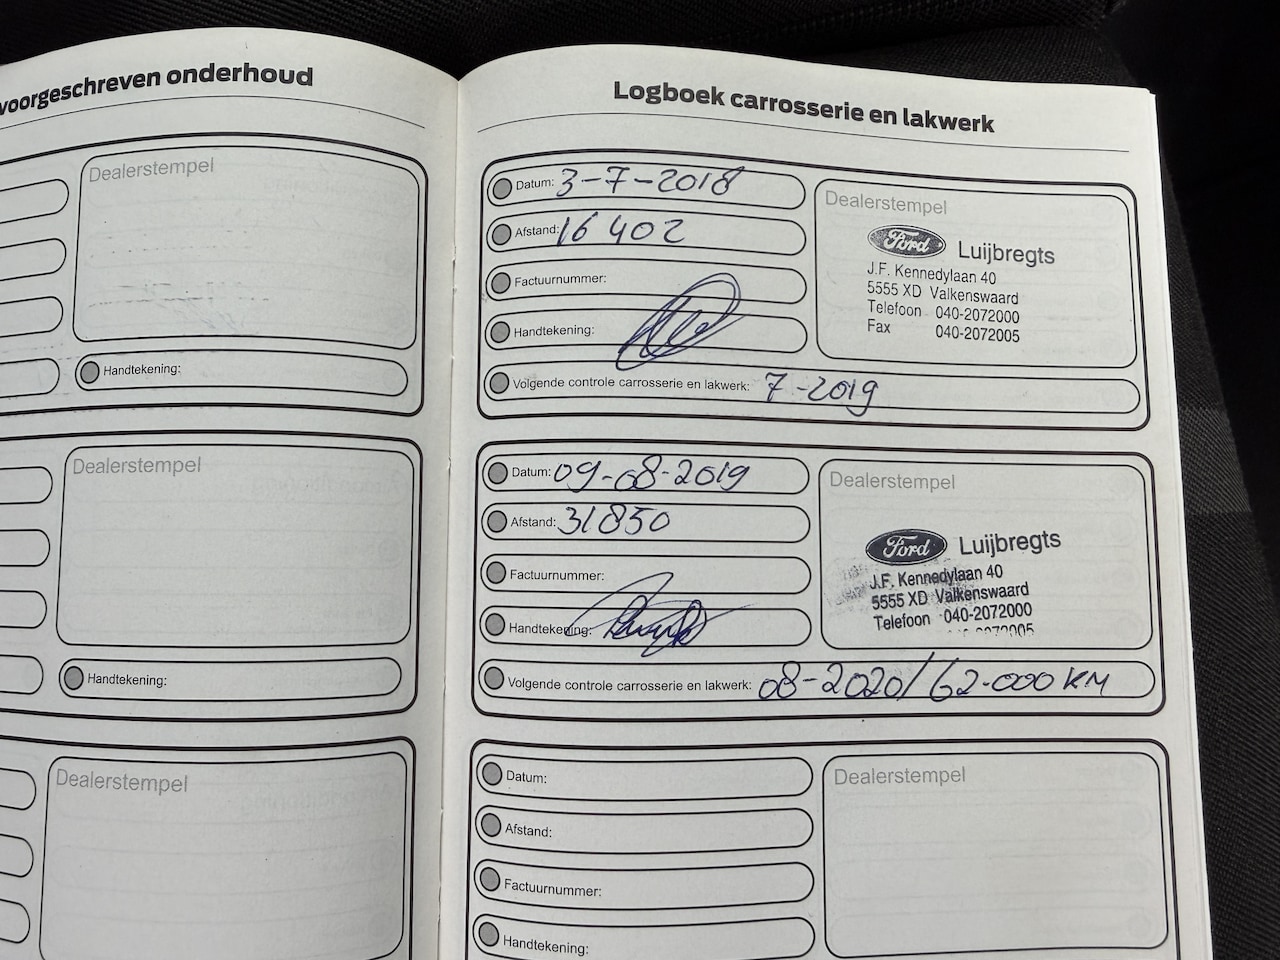 voorgeschreven onderhoud
Dealerstempel
Handtekening:
Dealerstempel
Handtekening:
Dealerstempel
Logboek carrosserie en lakwerk
Datum: 3-7-2018
Afstand: 16 402
Factuurnummer:
Handtekening:
Volgende controle carrosserie en lakwerk: 7-2019
Dealerstempel
Ford Luijbregts
J.F. Kennedylaan 40
5555 XD Valkenswaard
Telefoon 040-2072000
Fax 040-2072005
Datum: 09-08-2019
Afstand: 31850
Factuurnummer:
Handtekening:
Volgende controle carrosserie en lakwerk: 08-2020/62.000 KM
Dealerstempel
Ford Luijbregts
J.F. Kennedylaan 40
5555 XD Valkenswaard
Telefoon 040-2072000
Datum:
Afstand:
Factuurnummer:
Handtekening:
Dealerstempel